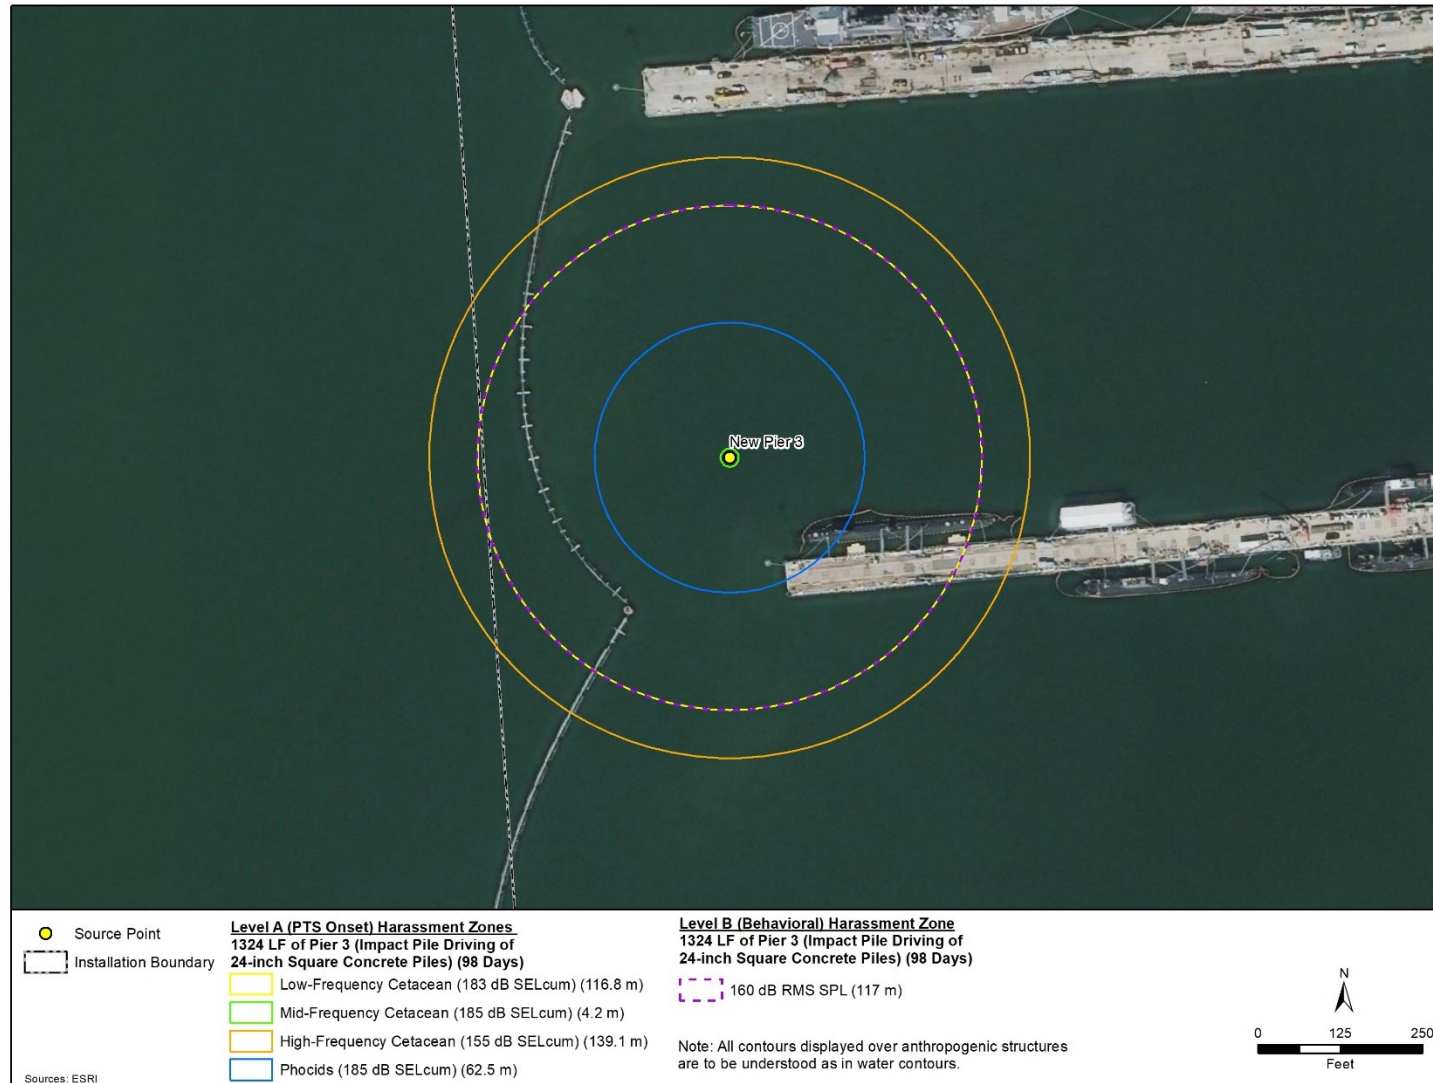 New Pier 3
Source Point
Installation Boundary
Level A (PTS Onset) Harassment Zones
1324 LF of Pier 3 (Impact Pile Driving of
24-inch Square Concrete Piles) (98 Days)
Low-Frequency Cetacean (183 dB SELcum) (116.8 m)
Mid-Frequency Cetacean (185 dB SELcum) (4.2 m)
High-Frequency Cetacean (155 dB SELcum) (139.1 m)
Phocids (185 dB SELcum) (62.5 m)
Level B (Behavioral) Harassment Zone
1324 LF of Pier 3 (Impact Pile Driving of
24-inch Square Concrete Piles) (98 Days)
160 dB RMS SPL (117 m)
Note: All contours displayed over anthropogenic structures
are to be understood as in water contours.
N
0 125 250
Feet
Sources: ESRI